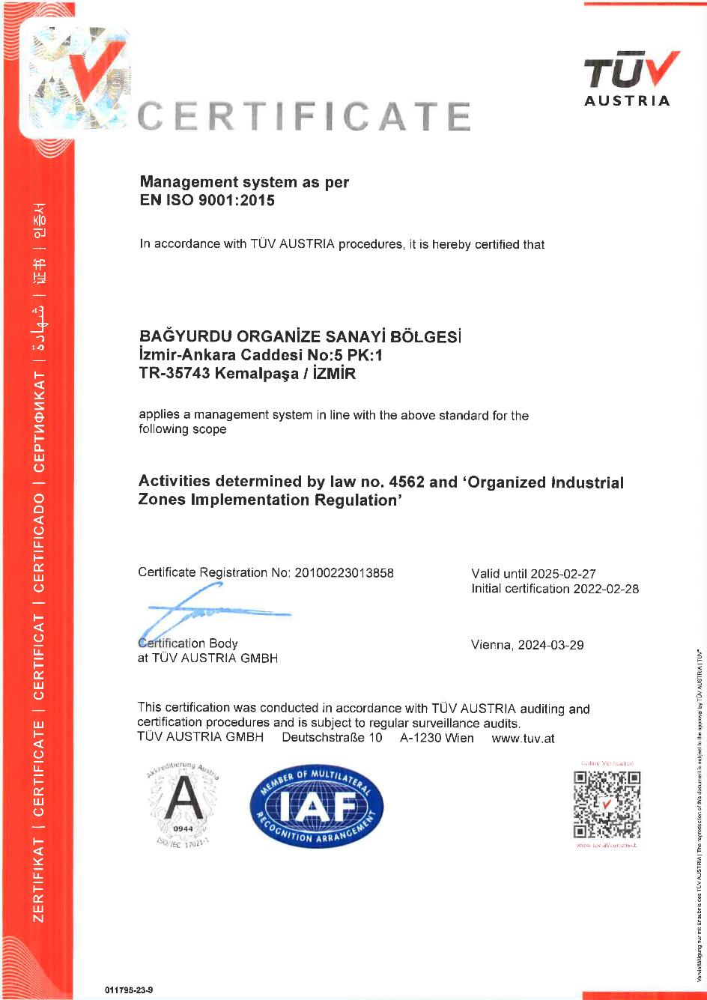 TÜV
AUSTRIA
CERTIFICATE
Management system as per
EN ISO 9001:2015
In accordance with TÜV AUSTRIA procedures, it is hereby certified that
BAĞYURDU ORGANİZE SANAYİ BÖLGESİ
İzmir-Ankara Caddesi No:5 PK:1
TR-35743 Kemalpaşa / İZMİR
applies a management system in line with the above standard for the
following scope
Activities determined by law no. 4562 and ‘Organized Industrial
Zones Implementation Regulation’
Certificate Registration No: 20100223013858
Valid until 2025-02-27
Initial certification 2022-02-28
Certification Body
at TÜV AUSTRIA GMBH
Vienna, 2024-03-29
This certification was conducted in accordance with TÜV AUSTRIA auditing and
certification procedures and is subject to regular surveillance audits.
TÜV AUSTRIA GMBH Deutschstraße 10 A-1230 Wien www.tuv.at
Akkreditierung Austria
A
0944
ISO/IEC 17021-1
MEMBER OF MULTILATERAL
IAF
RECOGNITION ARRANGEMENT
Online Verification
www.tuv.at/certcheck
ZERTIFIKAT | CERTIFICATE | CERTIFICAT | CERTIFICADO | СЕРТИФИКАТ | شهادة | 证书 | 인증서
Vervielfältigung nur mit Erlaubnis des TÜV AUSTRIA | The reproduction of this document is subject to the approval by TÜV AUSTRIA | TÜV®
011795-23-9